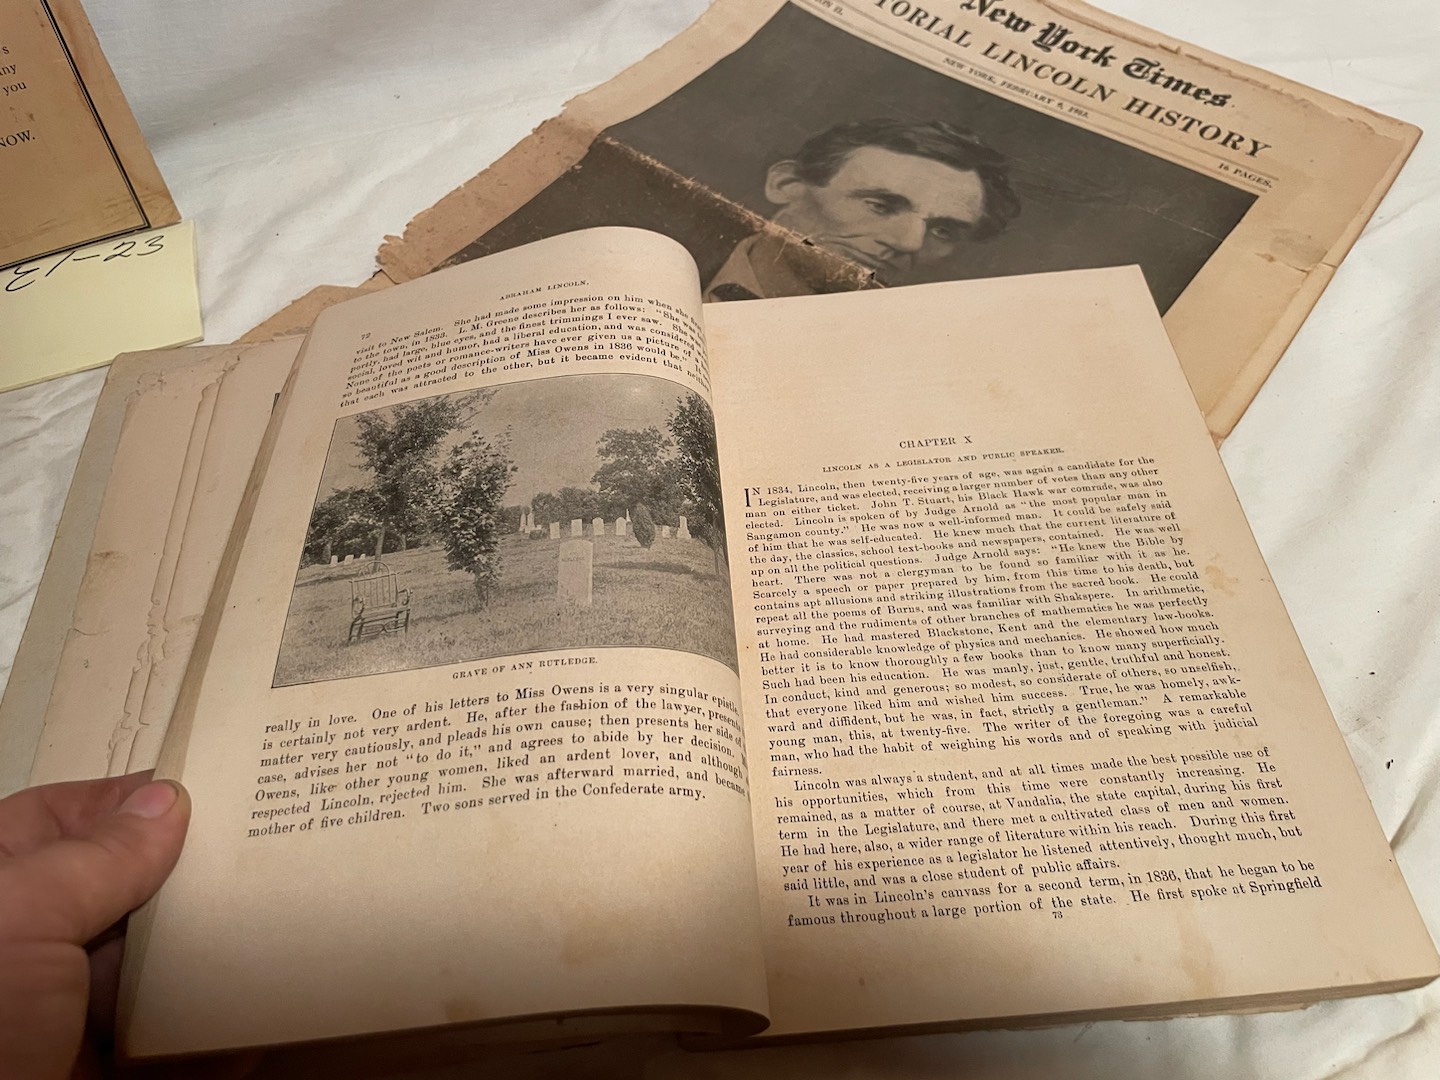 s
ny
you
NOW.
E1-23
New York Times
TORIAL LINCOLN HISTORY
NEW YORK, FEBRUARY 9, 1913.
16 PAGES.
72
ABRAHAM LINCOLN.
visit to New Salem. She had made some impression on him when she
to the town, in 1833. L. M. Greene describes her as follows: "She was
portly, had large, blue eyes, and the finest trimmings I ever saw. She
social, loved wit and humor, had a liberal education, and was considered
None of the poets or romance-writers have ever given us a picture of
so beautiful as a good description of Miss Owens in 1836 would be."
that each was attracted to the other, but it became evident that
GRAVE OF ANN RUTLEDGE.
really in love. One of his letters to Miss Owens is a very singular epistle.
is certainly not very ardent. He, after the fashion of the lawyer,
matter very cautiously, and pleads his own cause; then presents her side of
case, advises her not "to do it," and agrees to abide by her decision.
Owens, like other young women, liked an ardent lover, and although
respected Lincoln, rejected him. She was afterward married, and became
mother of five children. Two sons served in the Confederate army.
CHAPTER X
LINCOLN AS A LEGISLATOR AND PUBLIC SPEAKER.
IN 1834, Lincoln, then twenty-five years of age, was again a candidate for the
Legislature, and was elected, receiving a larger number of votes than any other
man on either ticket. John T. Stuart, his Black Hawk war comrade, was also
elected. Lincoln is spoken of by Judge Arnold as "the most popular man in
Sangamon county." He was now a well-informed man. It could be safely said
of him that he was self-educated. He knew much that the current literature of
the day, the classics, school text-books and newspapers, contained. He was well
up on all the political questions. Judge Arnold says: "He knew the Bible by
heart. There was not a clergyman to be found so familiar with it as he.
Scarcely a speech or paper prepared by him, from this time to his death, but
contains apt allusions and striking illustrations from the sacred book. He could
repeat all the poems of Burns, and was familiar with Shakspere. In arithmetic,
surveying and the rudiments of other branches of mathematics he was perfectly
at home. He had mastered Blackstone, Kent and the elementary law-books.
He had considerable knowledge of physics and mechanics. He showed how much
better it is to know thoroughly a few books than to know many superficially.
Such had been his education. He was manly, just, gentle, truthful and honest.
In conduct, kind and generous; so modest, so considerate of others, so unselfish,
that everyone liked him and wished him success. True, he was homely, awk-
ward and diffident, but he was, in fact, strictly a gentleman." A remarkable
young man, this, at twenty-five. The writer of the foregoing was a careful
man, who had the habit of weighing his words and of speaking with judicial
fairness.
Lincoln was always a student, and at all times made the best possible use of
his opportunities, which from this time were constantly increasing. He
remained, as a matter of course, at Vandalia, the state capital, during his first
term in the Legislature, and there met a cultivated class of men and women.
He had here, also, a wider range of literature within his reach. During this first
year of his experience as a legislator he listened attentively, thought much, but
said little, and was a close student of public affairs.
It was in Lincoln's canvass for a second term, in 1836, that he began to be
famous throughout a large portion of the state. He first spoke at Springfield
73